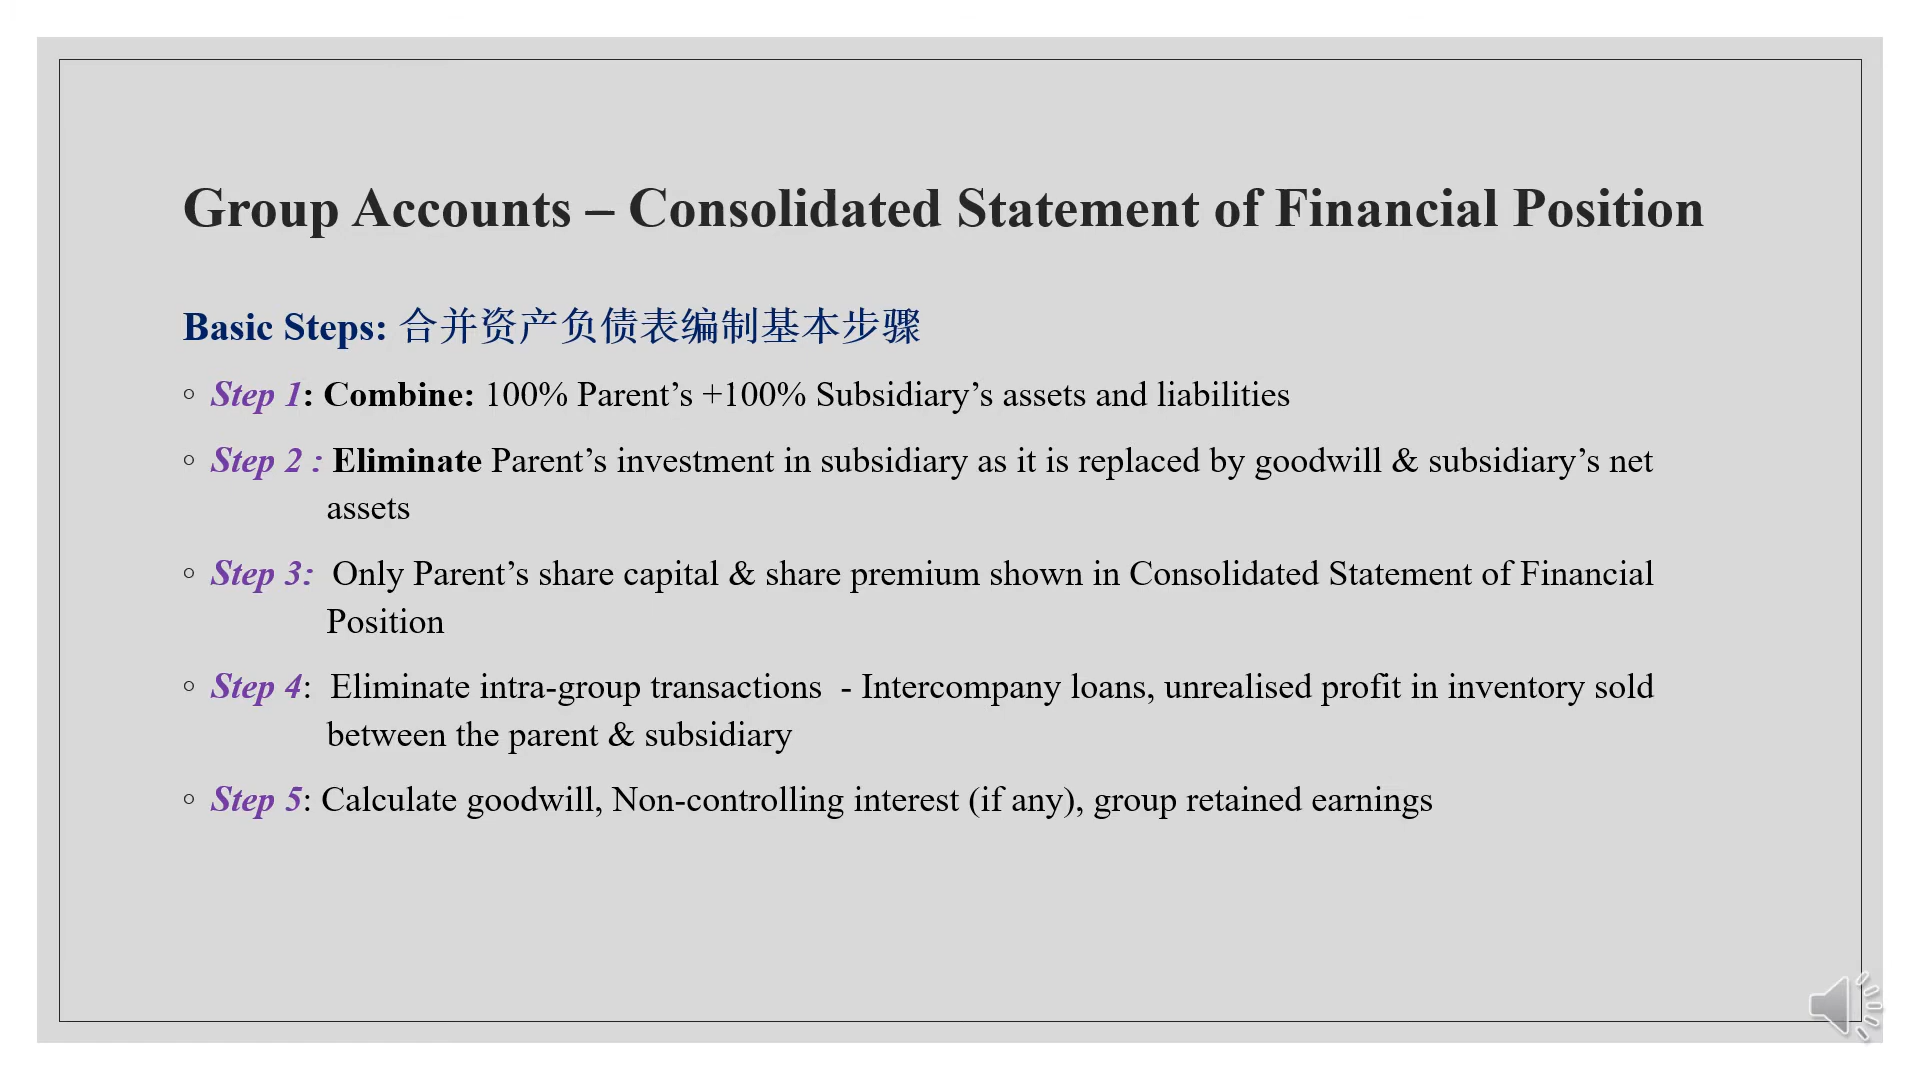 Group Accounts – Consolidated Statement of Financial Position
Basic Steps: 合并资产负债表编制基本步骤
◦ Step 1: Combine: 100% Parent’s +100% Subsidiary’s assets and liabilities
◦ Step 2 : Eliminate Parent’s investment in subsidiary as it is replaced by goodwill & subsidiary’s net
assets
◦ Step 3: Only Parent’s share capital & share premium shown in Consolidated Statement of Financial
Position
◦ Step 4: Eliminate intra-group transactions - Intercompany loans, unrealised profit in inventory sold
between the parent & subsidiary
◦ Step 5: Calculate goodwill, Non-controlling interest (if any), group retained earnings